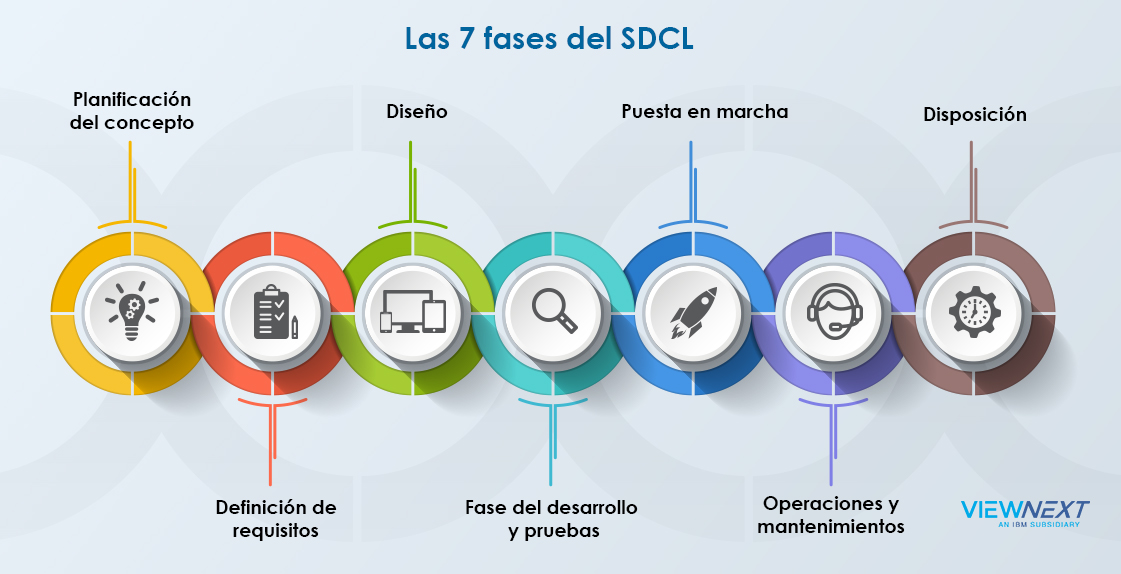 Las 7 fases del SDCL
Planificación
del concepto
Diseño
Puesta en marcha
Disposición
Definición de
requisitos
Fase del desarrollo
y pruebas
Operaciones y
mantenimientos
VIEWNEXT
AN IBM SUBSIDIARY